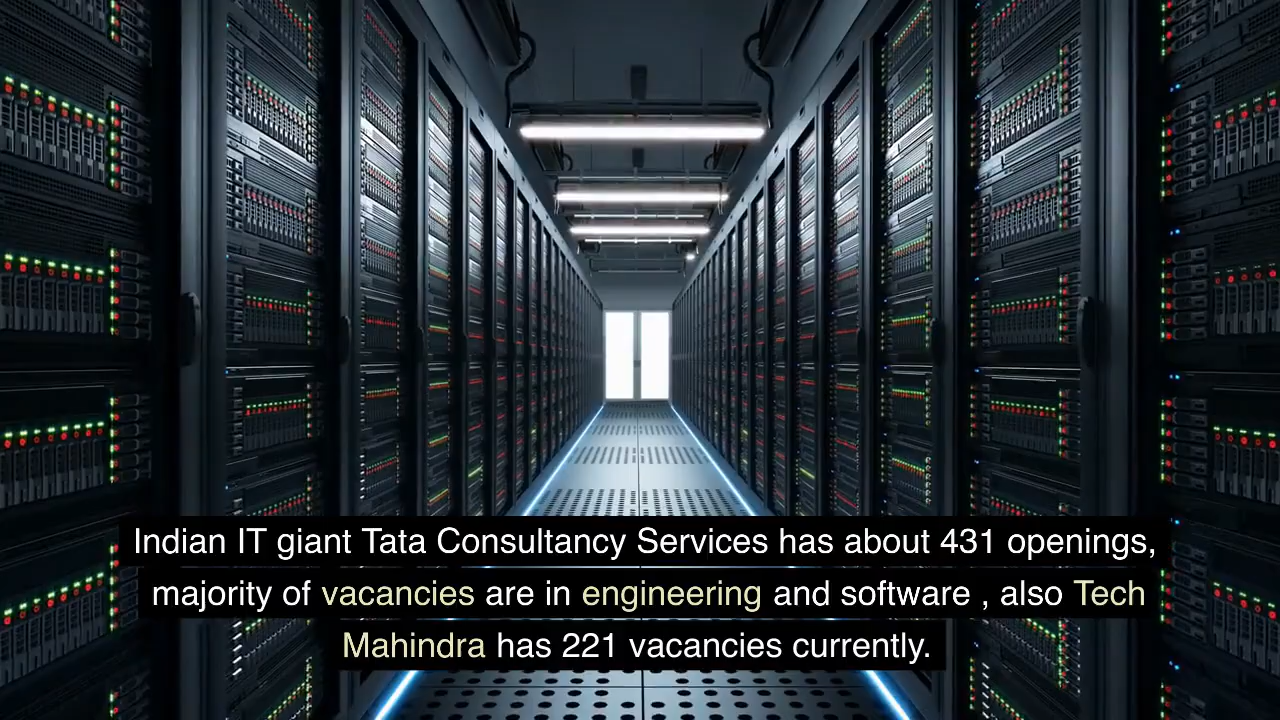 Indian IT giant Tata Consultancy Services has about 431 openings,
majority of vacancies are in engineering and software , also Tech
Mahindra has 221 vacancies currently.